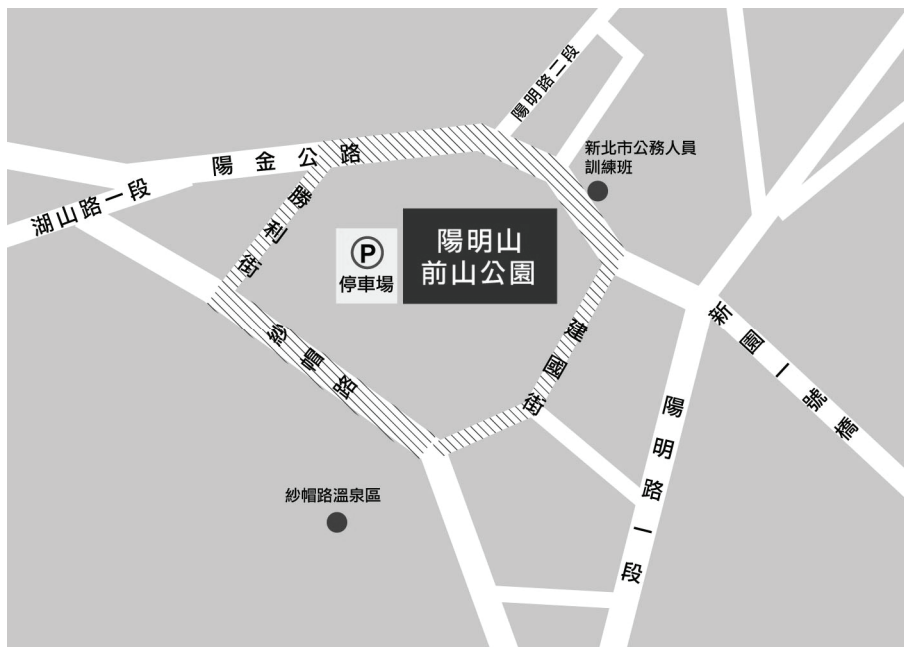 陽明路二段
新北市公務人員
訓練班
陽金公路
湖山路一段
勝利街
P
停車場
陽明山
前山公園
建國街
新園一號橋
紗帽路
陽明路一段
紗帽路溫泉區